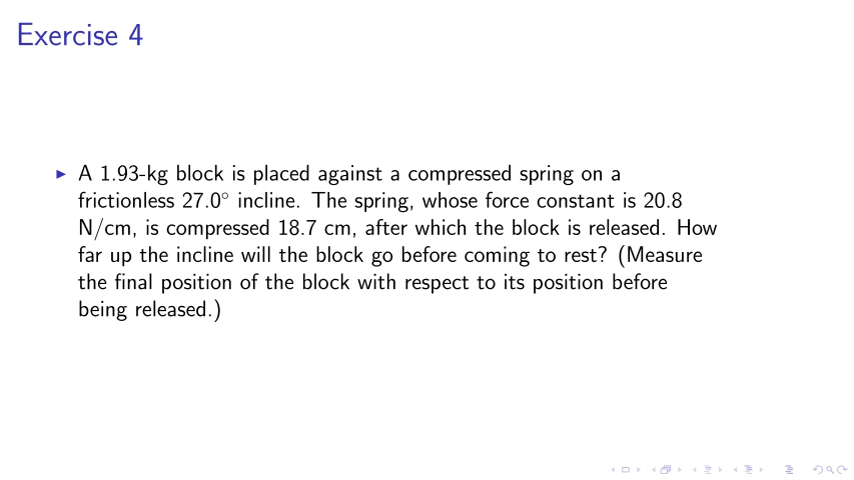 Exercise 4
▶ A 1.93-kg block is placed against a compressed spring on a
frictionless 27.0° incline. The spring, whose force constant is 20.8
N/cm, is compressed 18.7 cm, after which the block is released. How
far up the incline will the block go before coming to rest? (Measure
the final position of the block with respect to its position before
being released.)